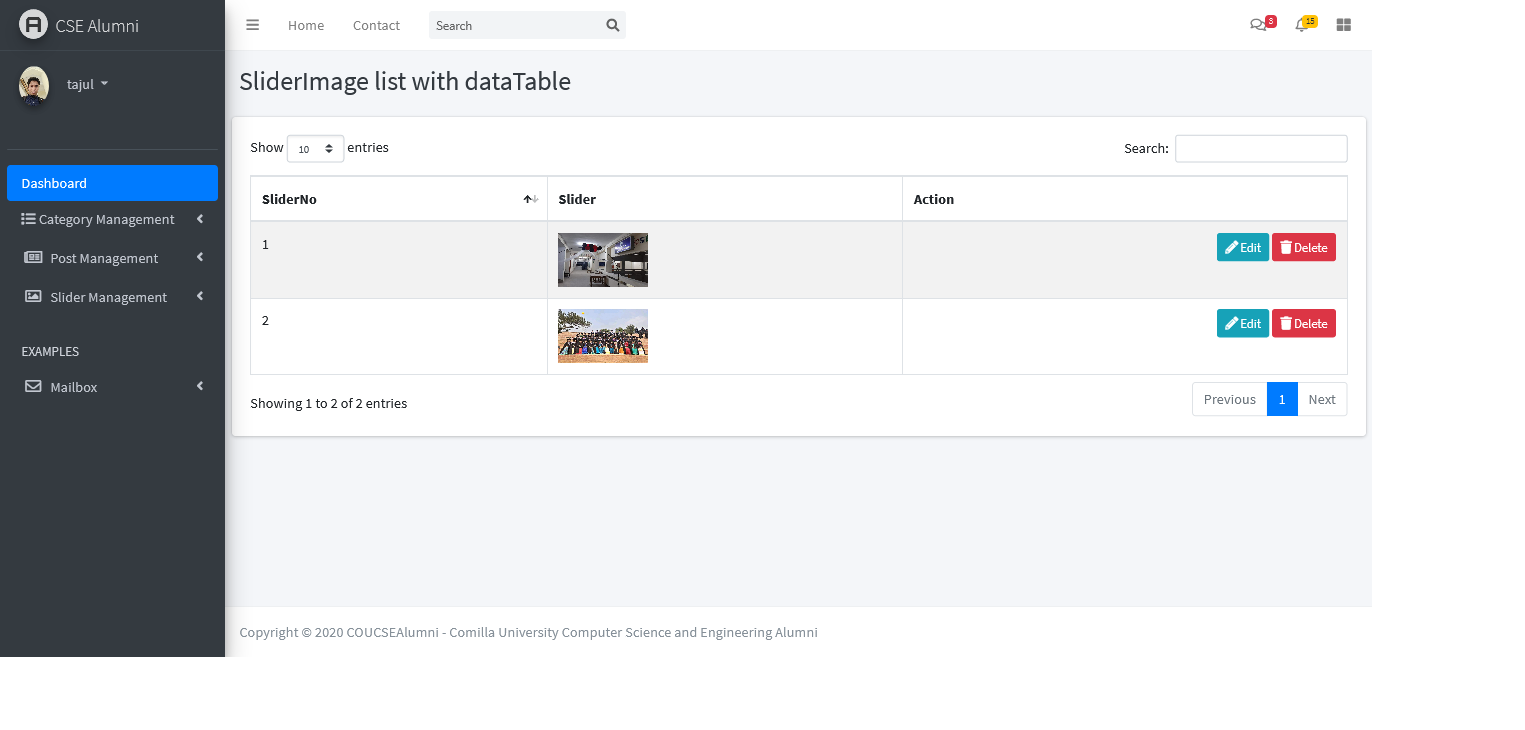 CSE Alumni
Home Contact Search 3 15
tajul
SliderImage list with dataTable
Show 10 entries Search:
Dashboard
Category Management
Post Management
Slider Management
EXAMPLES
Mailbox
SliderNo Slider Action
1 Edit Delete
2 Edit Delete
Showing 1 to 2 of 2 entries Previous 1 Next
Copyright © 2020 COUCSEAlumni - Comilla University Computer Science and Engineering Alumni